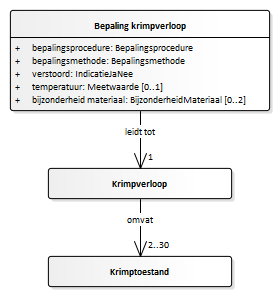 Bepaling krimpverloop
+ bepalingsprocedure: Bepalingsprocedure
+ bepalingsmethode: Bepalingsmethode
+ verstoord: IndicatieJaNee
+ temperatuur: Meetwaarde [0..1]
+ bijzonderheid materiaal: BijzonderheidMateriaal [0..2]
leidt tot
1
Krimpverloop
omvat
2..30
Krimptoestand